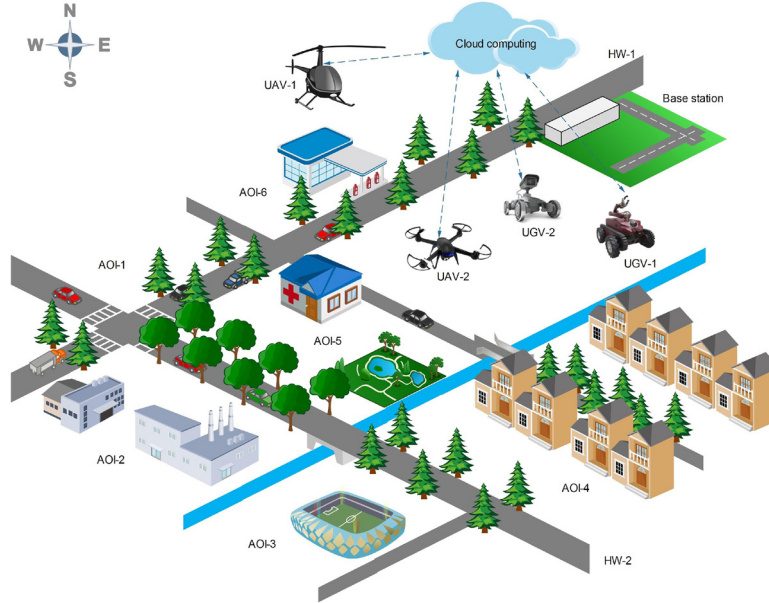 N
W E
S
UAV-1
Cloud computing
HW-1
Base station
AOI-6
UGV-2
UAV-2
UGV-1
AOI-1
AOI-5
AOI-2
AOI-4
AOI-3
HW-2